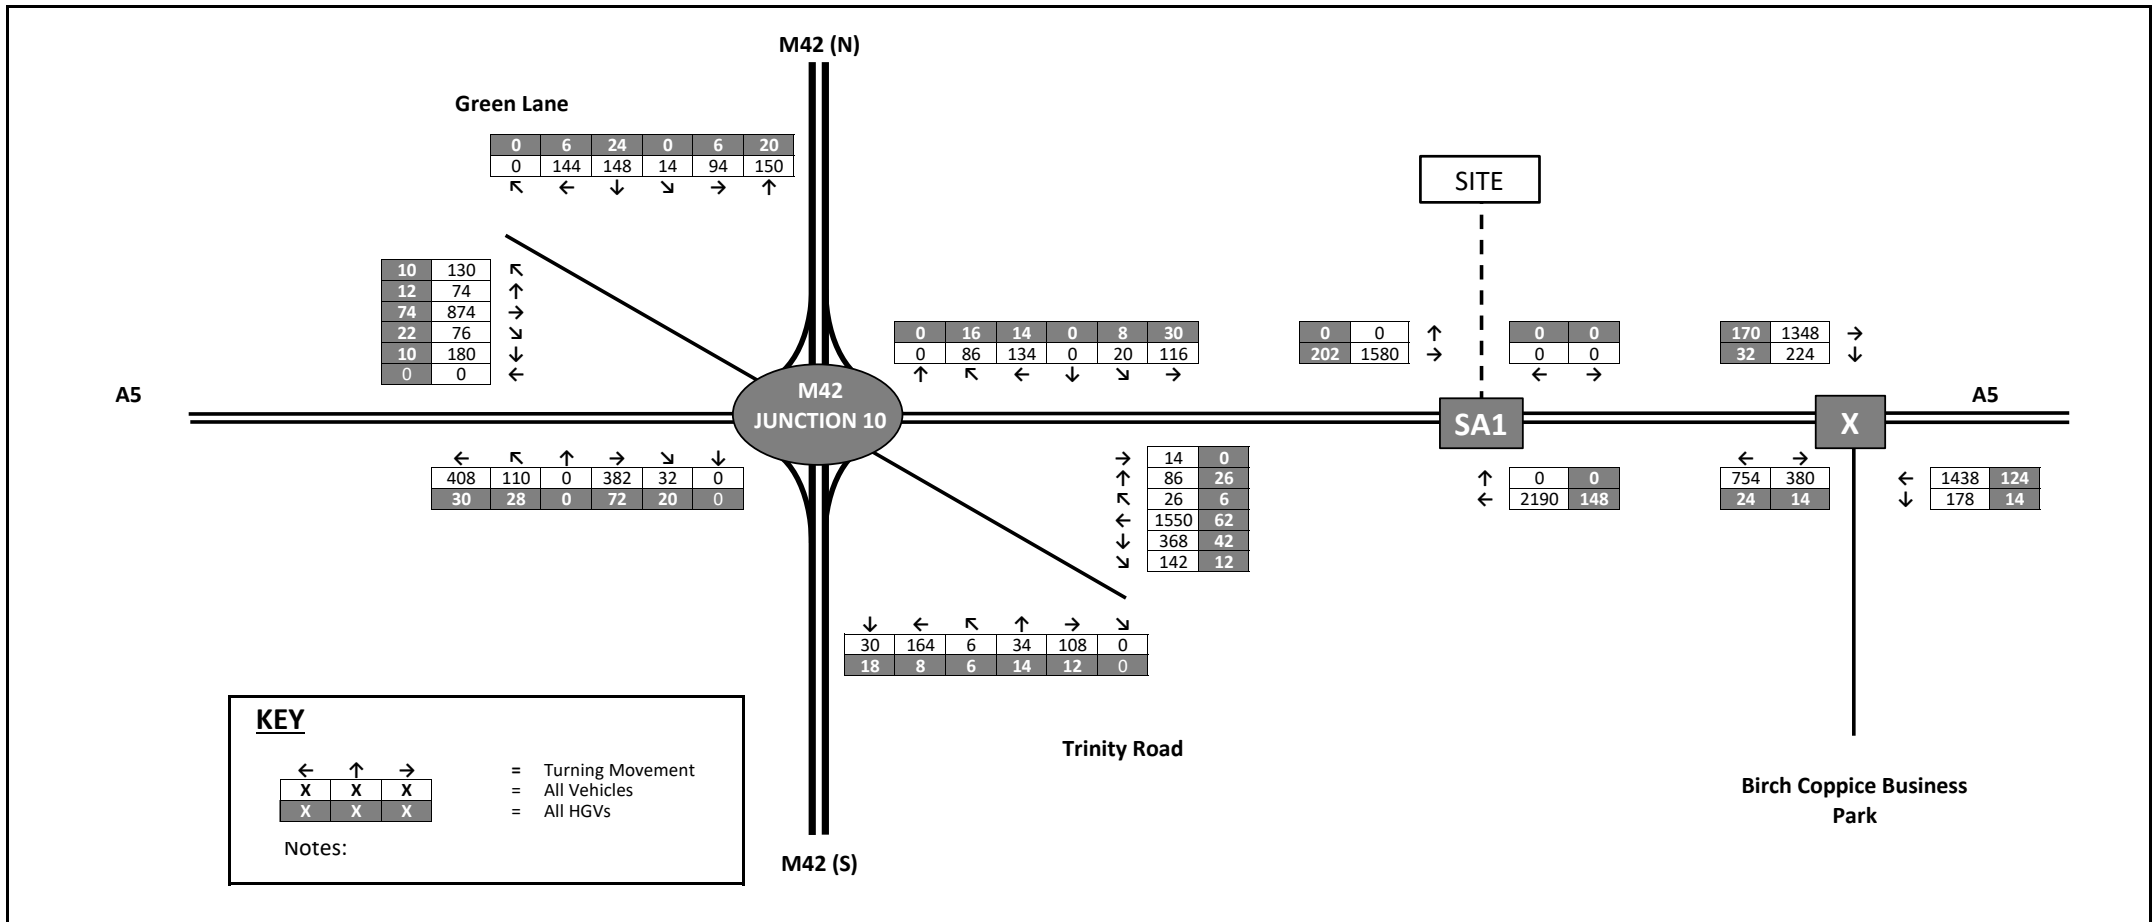 M42 (N)
Green Lane
0 6 24 0 6 20
0 144 148 14 94 150
↖ ← ↓ ↘ → ↑
SITE
10 130 ↖
12 74 ↑
74 874 →
22 76 ↘
10 180 ↓
0 0 ←
0 16 14 0 8 30
0 86 134 0 20 116
↑ ↖ ← ↓ ↘ →
0 0 ↑
202 1580 →
0 0
0 0
← →
170 1348 →
32 224 ↓
A5
M42
JUNCTION 10
SA1
X
A5
← ↖ ↑ → ↘ ↓
408 110 0 382 32 0
30 28 0 72 20 0
→ 14 0
↑ 86 26
↖ 26 6
← 1550 62
↓ 368 42
↘ 142 12
↑ 0 0
← 2190 148
← →
754 380
24 14
← 1438 124
↓ 178 14
↓ ← ↖ ↑ → ↘
30 164 6 34 108 0
18 8 6 14 12 0
KEY
← ↑ → = Turning Movement
X X X = All Vehicles
X X X = All HGVs
Notes:
Trinity Road
Birch Coppice Business
Park
M42 (S)